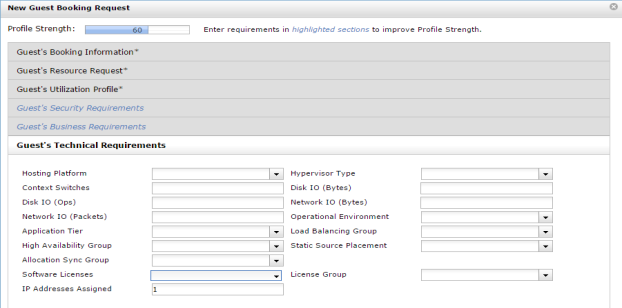 New Guest Booking Request
Profile Strength: 60 Enter requirements in highlighted sections to improve Profile Strength.
Guest's Booking Information*
Guest's Resource Request*
Guest's Utilization Profile*
Guest's Security Requirements
Guest's Business Requirements
Guest's Technical Requirements
Hosting Platform Hypervisor Type
Context Switches Disk IO (Bytes)
Disk IO (Ops) Network IO (Bytes)
Network IO (Packets) Operational Environment
Application Tier Load Balancing Group
High Availability Group Static Source Placement
Allocation Sync Group
Software Licenses License Group
IP Addresses Assigned 1